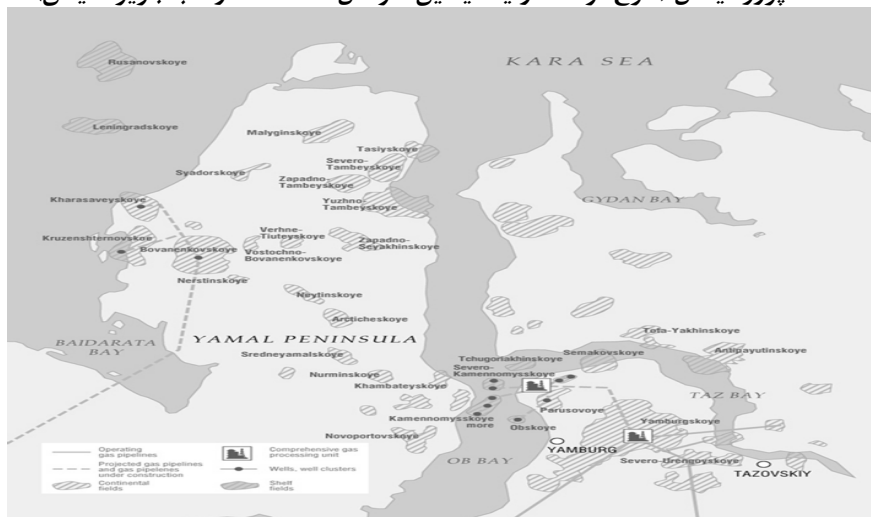 KARA SEA
Rusanovskoye
Leningradskoye
Malyginskoye
Tasiyskoye
Severo-
Tambeyskoye
Syadorskoye
Zapadno-
Tambeyskoye
Kharasaveyskoye
Yuzhno-
Tambeyskoye
GYDAN BAY
Kruzenshternovskoe
Bovanenkovskoye
Verhne-
Tiuteyskoye
Vostochno-
Bovanenkovskoye
Zapadno-
Seyakhinskoye
Nerstinskoye
Neytinskoye
Arcticheskoye
BAIDARATA
BAY
YAMAL PENINSULA
Sredneyamalskoye
Tota-Yakhinskoye
Tchugoriakhinskoye
Semakovskoye
Antipayutinskoye
Severo-
Kamennomysskoye
Nurminskoye
Khambateyskoye
TAZ BAY
Kamennomysskoye
more
Parusovoye
Obskoye
Yamburgskoye
Novoportovskoye
YAMBURG
OB BAY
Severo-Urengoyskoye
TAZOVSKIY
Operating
gas pipelines
Projected gas pipelines
and gas pipelenes
under construction
Continental
fields
Comprehensive gas
processing unit
Wells, well clusters
Shelf
fields